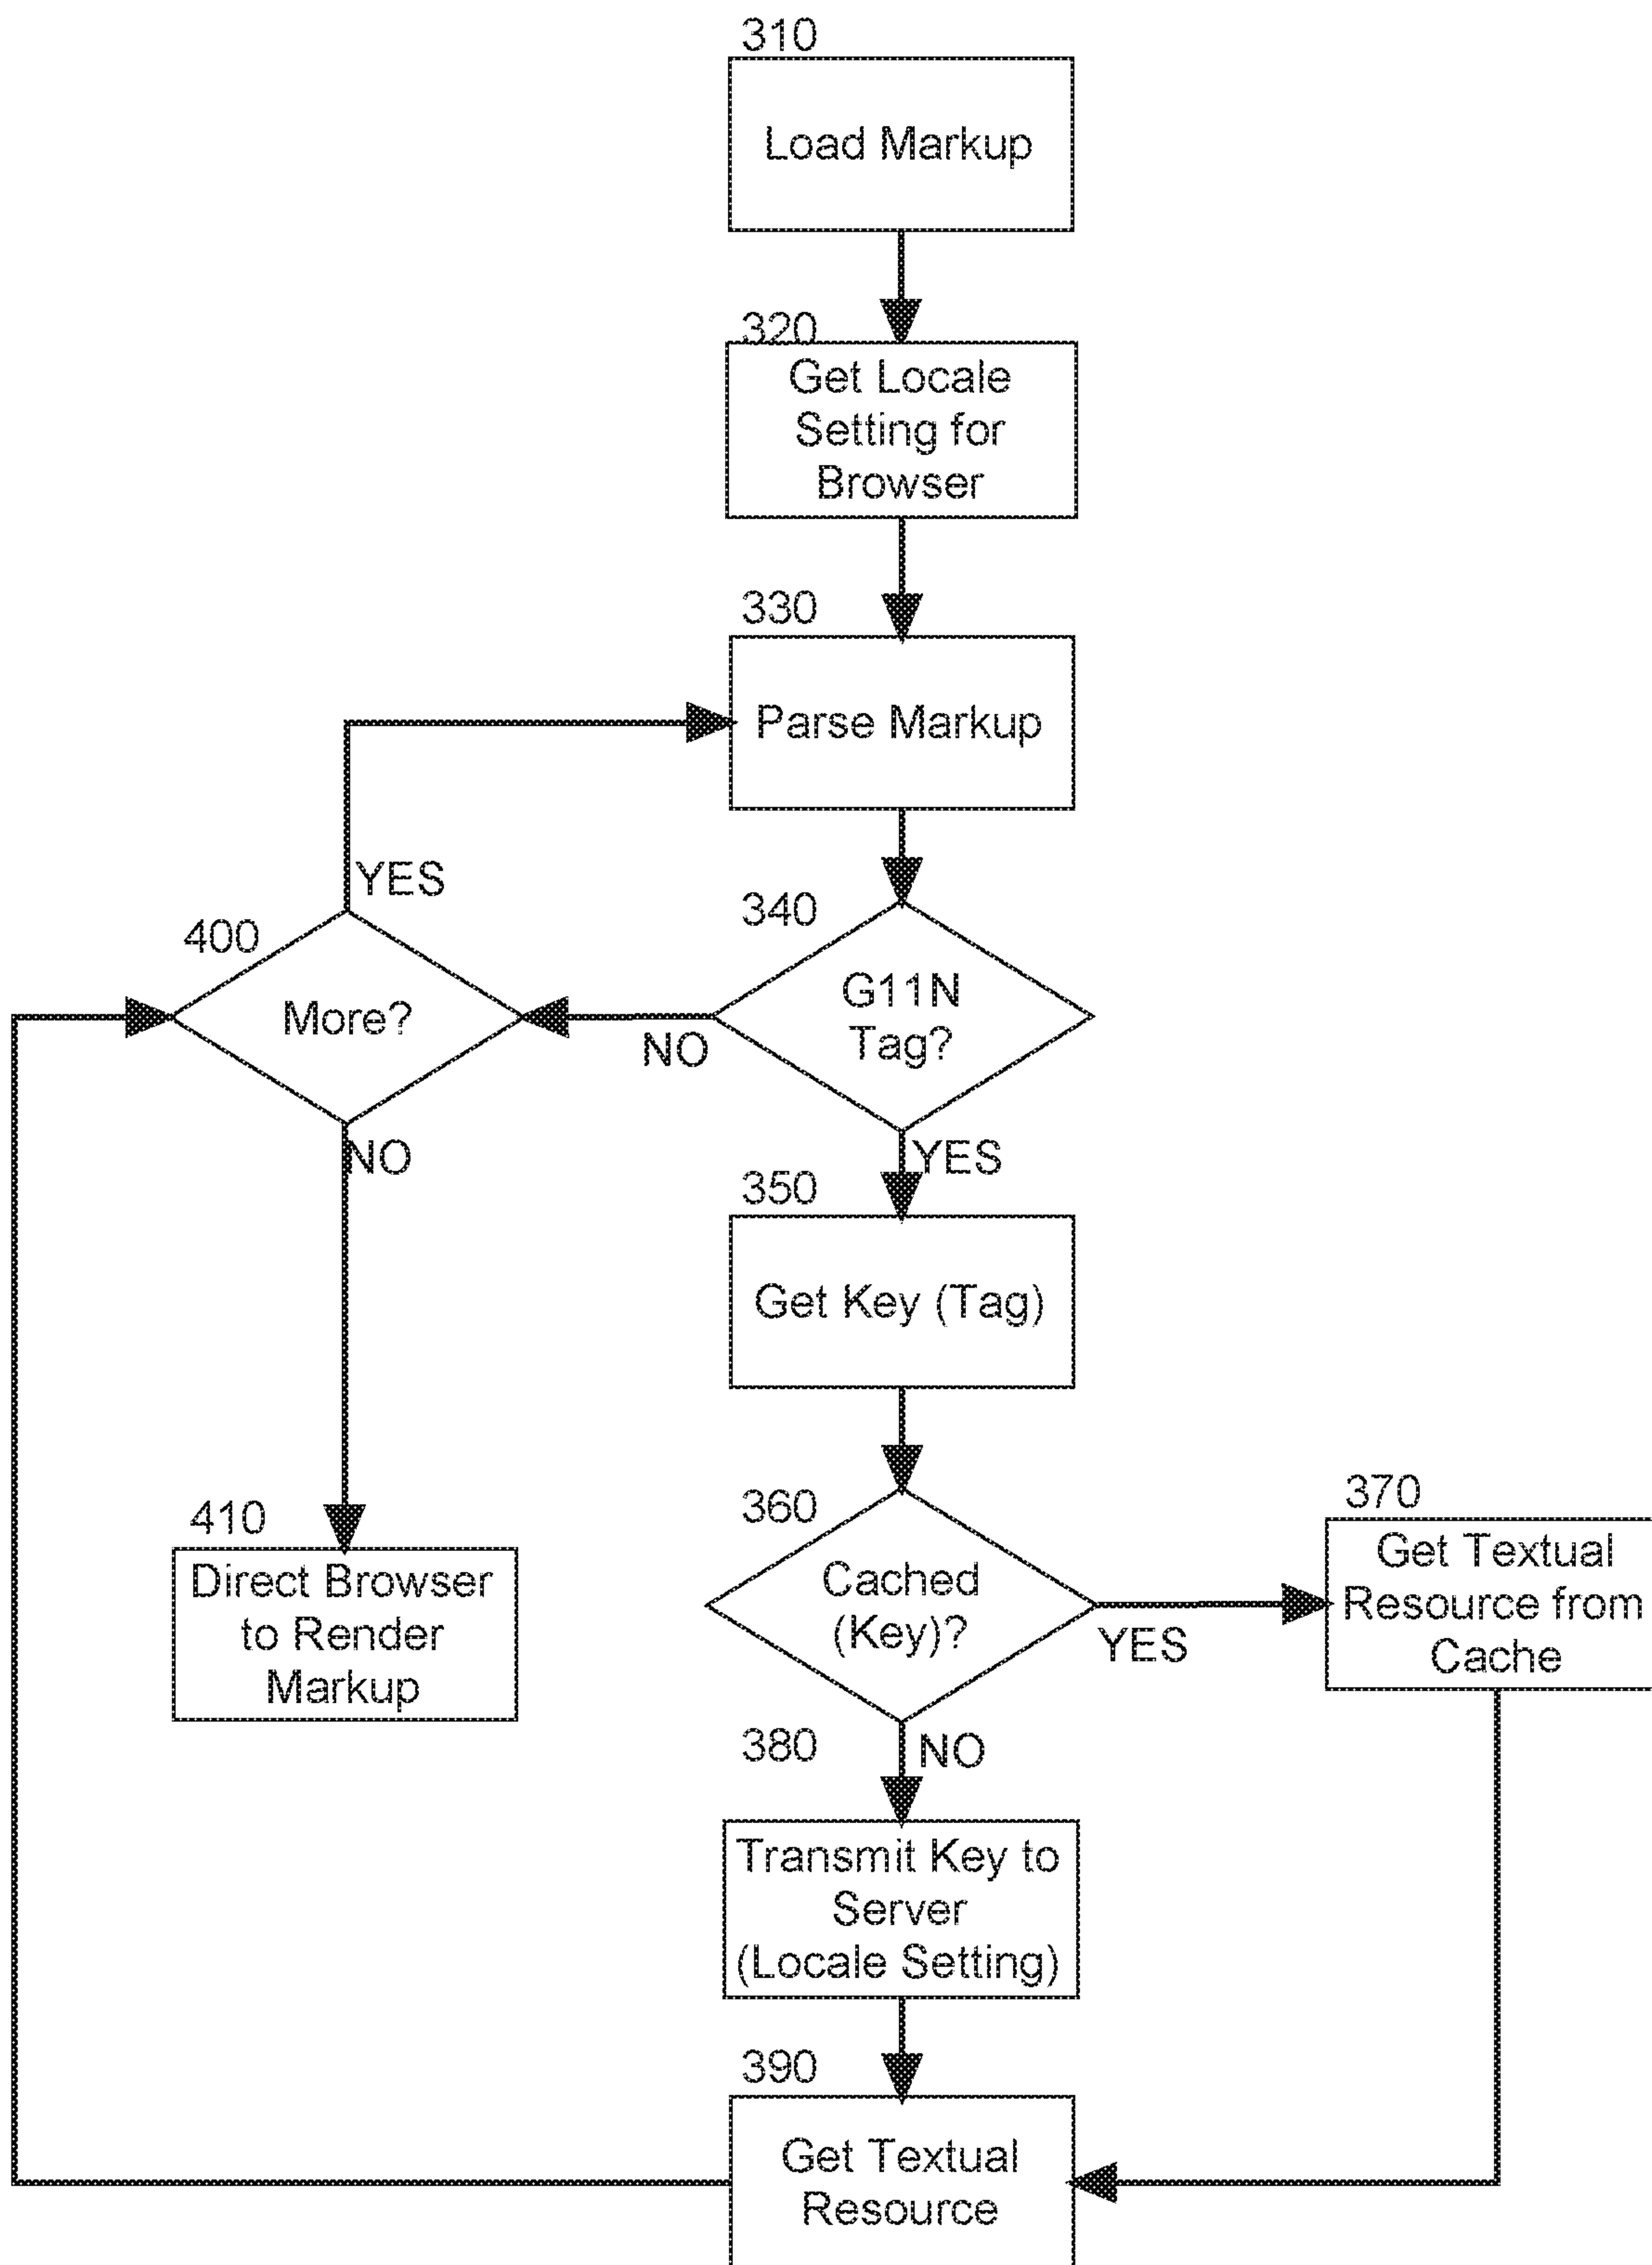 310
Load Markup
320
Get Locale
Setting for
Browser
330
Parse Markup
YES
400
More?
NO
340
G11N
Tag?
NO
YES
350
Get Key (Tag)
410
Direct Browser
to Render
Markup
360
Cached
(Key)?
YES
370
Get Textual
Resource from
Cache
380
NO
Transmit Key to
Server
(Locale Setting)
390
Get Textual
Resource